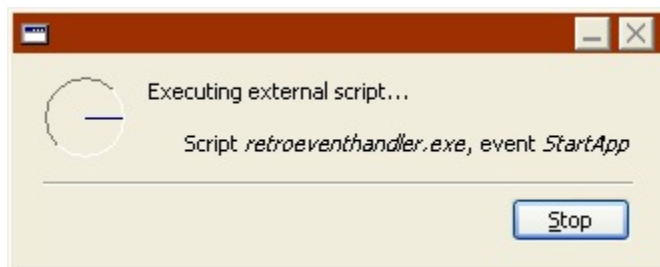 Executing external script...
Script retroeventhandler.exe, event StartApp
Stop